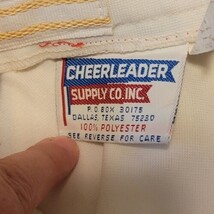 CHEERLEADER
SUPPLY CO. INC.
P.O. BOX 30175
DALLAS, TEXAS 75230
100% POLYESTER
SEE REVERSE FOR CARE